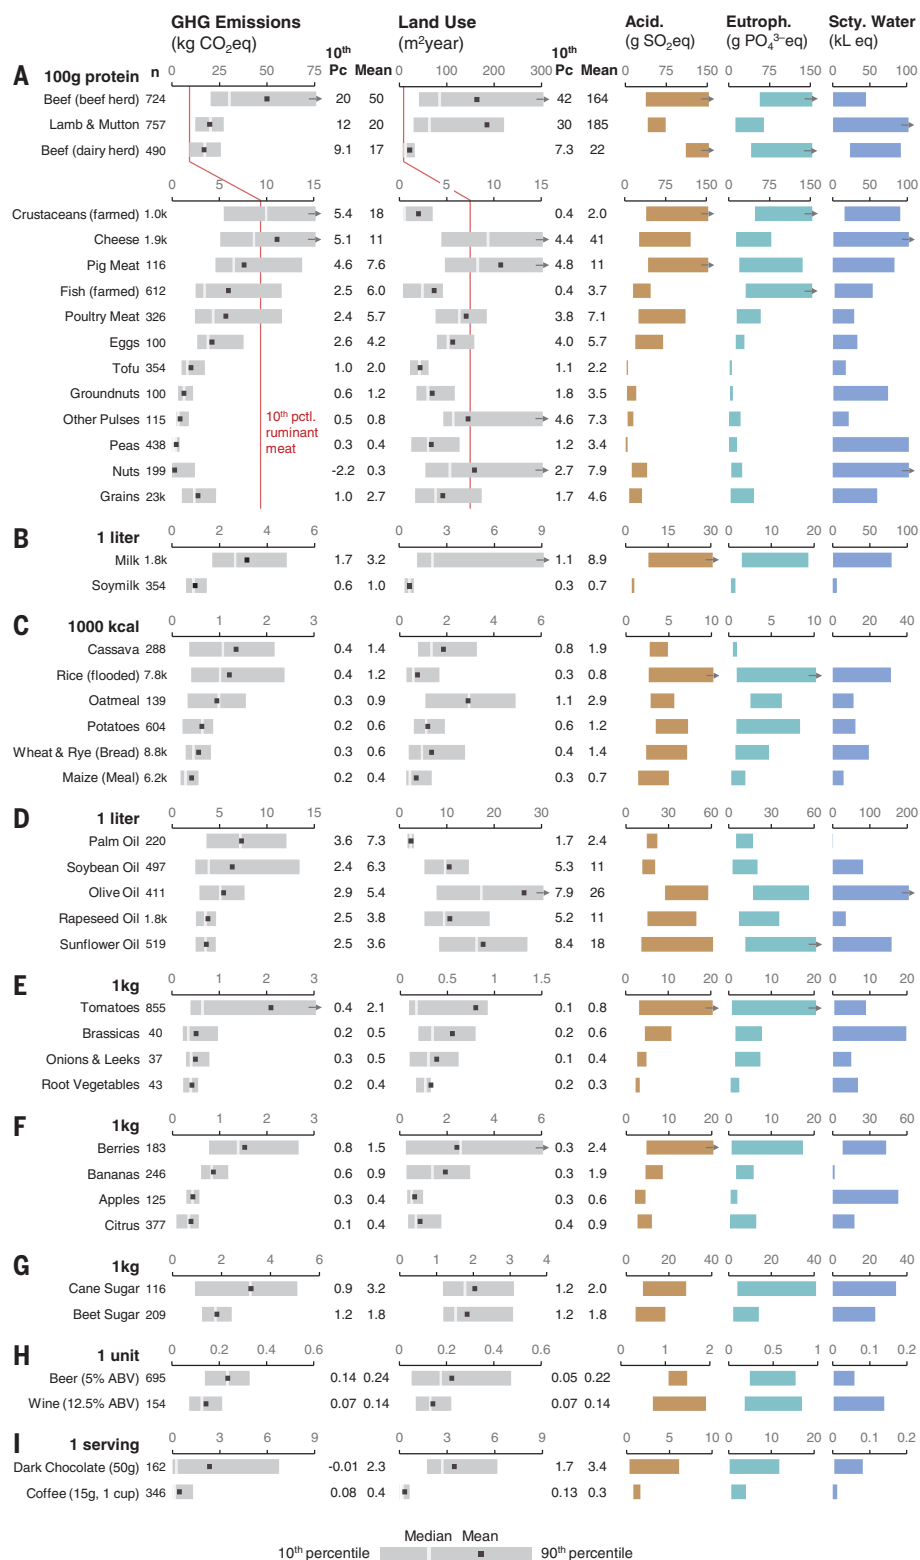 GHG Emissions Land Use Acid. Eutroph. Scty. Water
(kg CO₂eq) (m²year) (g SO₂eq) (g PO₄³⁻eq) (kL eq)
10th 10th
A 100g protein n 0 25 50 75 Pc Mean 0 100 200 300 Pc Mean 0 75 150 0 75 150 0 50 100
Beef (beef herd) 724 20 50 42 164
Lamb & Mutton 757 12 20 30 185
Beef (dairy herd) 490 9.1 17 7.3 22
0 5 10 15 0 5 10 15 0 75 150 0 75 150 0 50 100
Crustaceans (farmed) 1.0k 5.4 18 0.4 2.0
Cheese 1.9k 5.1 11 4.4 41
Pig Meat 116 4.6 7.6 4.8 11
Fish (farmed) 612 2.5 6.0 0.4 3.7
Poultry Meat 326 2.4 5.7 3.8 7.1
Eggs 100 2.6 4.2 4.0 5.7
Tofu 354 1.0 2.0 1.1 2.2
Groundnuts 100 0.6 1.2 1.8 3.5
Other Pulses 115 0.5 0.8 4.6 7.3
Peas 438 0.3 0.4 1.2 3.4
Nuts 199 -2.2 0.3 2.7 7.9
Grains 23k 1.0 2.7 1.7 4.6
10th pctl.
ruminant
meat
B 1 liter 0 2 4 6 0 3 6 9 0 15 30 0 10 20 0 50 100
Milk 1.8k 1.7 3.2 1.1 8.9
Soymilk 354 0.6 1.0 0.3 0.7
C 1000 kcal 0 1 2 3 0 2 4 6 0 5 10 0 5 10 0 20 40
Cassava 288 0.4 1.4 0.8 1.9
Rice (flooded) 7.8k 0.4 1.2 0.3 0.8
Oatmeal 139 0.3 0.9 1.1 2.9
Potatoes 604 0.2 0.6 0.6 1.2
Wheat & Rye (Bread) 8.8k 0.3 0.6 0.4 1.4
Maize (Meal) 6.2k 0.2 0.4 0.3 0.7
D 1 liter 0 5 10 15 0 10 20 30 0 30 60 0 30 60 0 100 200
Palm Oil 220 3.6 7.3 1.7 2.4
Soybean Oil 497 2.4 6.3 5.3 11
Olive Oil 411 2.9 5.4 7.9 26
Rapeseed Oil 1.8k 2.5 3.8 5.2 11
Sunflower Oil 519 2.5 3.6 8.4 18
E 1kg 0 1 2 3 0 0.5 1 1.5 0 10 20 0 10 20 0 100 200
Tomatoes 855 0.4 2.1 0.1 0.8
Brassicas 40 0.2 0.5 0.2 0.6
Onions & Leeks 37 0.3 0.5 0.1 0.4
Root Vegetables 43 0.2 0.4 0.2 0.3
F 1kg 0 1 2 3 0 2 4 6 0 10 20 0 10 20 0 30 60
Berries 183 0.8 1.5 0.3 2.4
Bananas 246 0.6 0.9 0.3 1.9
Apples 125 0.3 0.4 0.3 0.6
Citrus 377 0.1 0.4 0.4 0.9
G 1kg 0 2 4 6 0 1 2 3 4 0 20 40 0 20 40 0 50 100
Cane Sugar 116 0.9 3.2 1.2 2.0
Beet Sugar 209 1.2 1.8 1.2 1.8
H 1 unit 0 0.2 0.4 0.6 0 0.2 0.4 0.6 0 1 2 0 0.5 1 0 0.1 0.2
Beer (5% ABV) 695 0.14 0.24 0.05 0.22
Wine (12.5% ABV) 154 0.07 0.14 0.07 0.14
I 1 serving 0 3 6 9 0 3 6 9 0 5 10 0 10 20 0 1 2
Dark Chocolate (50g) 162 -0.01 2.3 1.7 3.4
Coffee (15g, 1 cup) 346 0.08 0.4 0.13 0.3
Median Mean
10th percentile 90th percentile